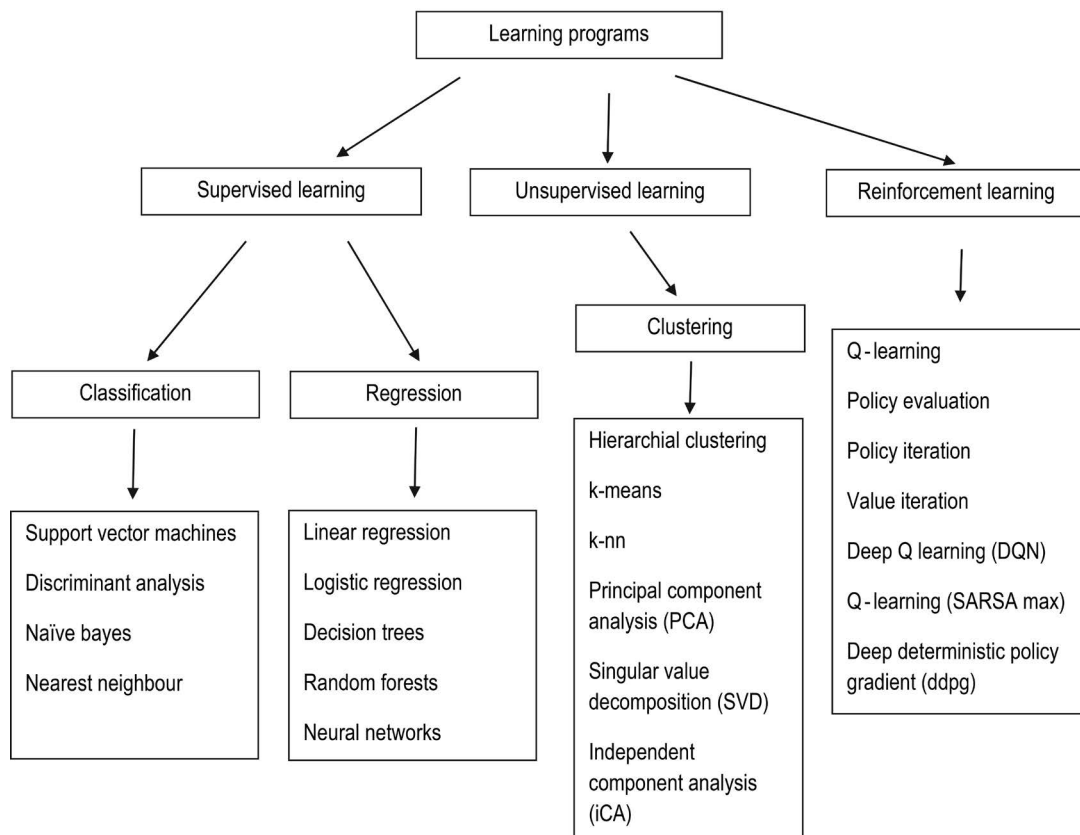 Learning programs
Supervised learning
Unsupervised learning
Reinforcement learning
Classification
Regression
Clustering
Support vector machines
Discriminant analysis
Naïve bayes
Nearest neighbour
Linear regression
Logistic regression
Decision trees
Random forests
Neural networks
Hierarchial clustering
k-means
k-nn
Principal component
analysis (PCA)
Singular value
decomposition (SVD)
Independent
component analysis
(iCA)
Q-learning
Policy evaluation
Policy iteration
Value iteration
Deep Q learning (DQN)
Q-learning (SARSA max)
Deep deterministic policy
gradient (ddpg)